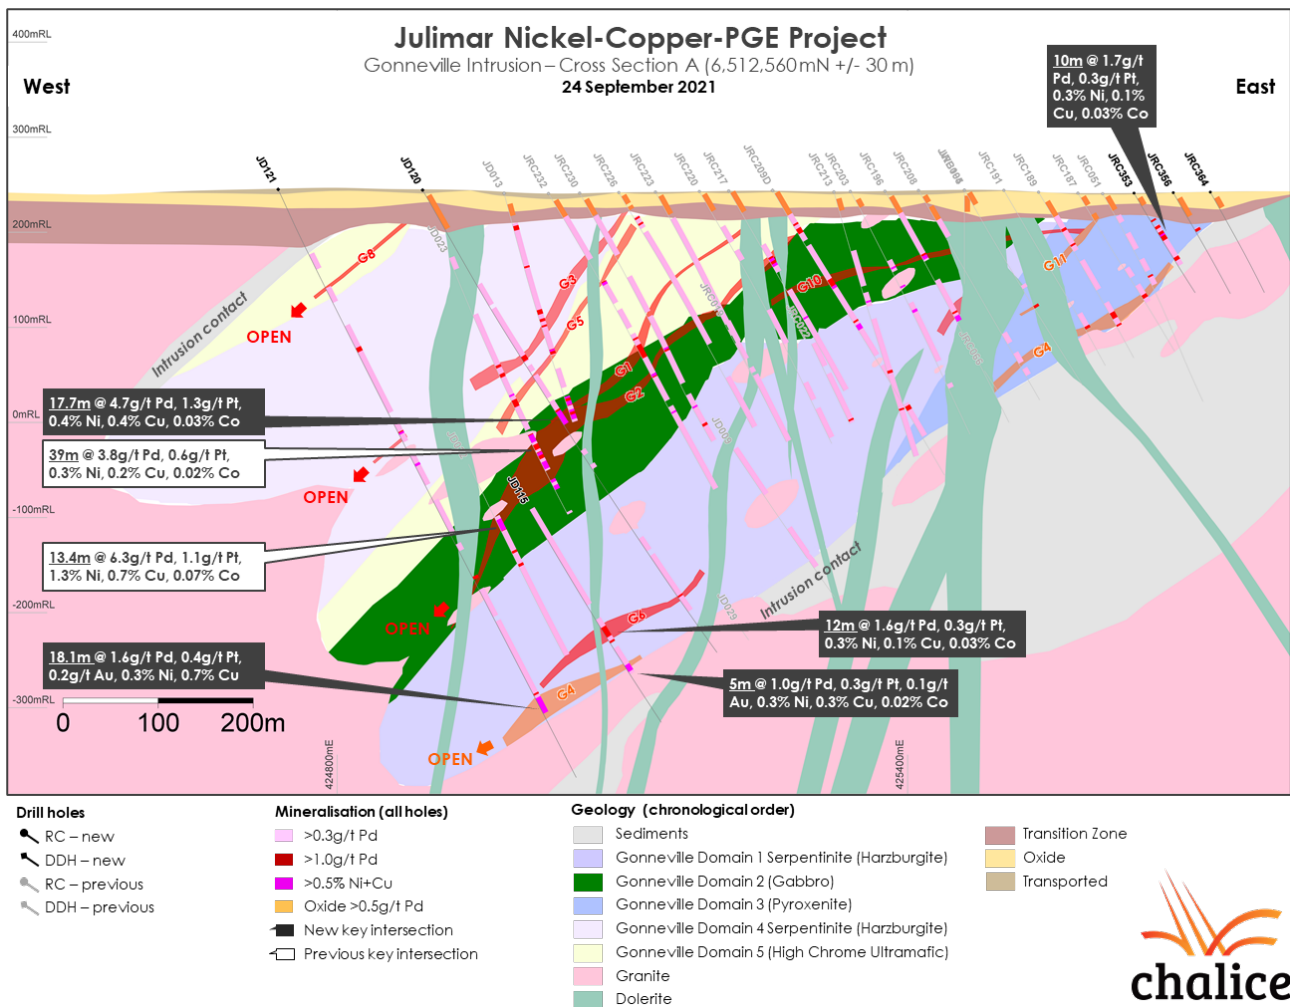 Julimar Nickel-Copper-PGE Project
Gonneville Intrusion – Cross Section A (6,512,560mN +/- 30 m)
24 September 2021
West
East
400mRL
300mRL
200mRL
100mRL
0mRL
-100mRL
-200mRL
-300mRL
10m @ 1.7g/t
Pd, 0.3g/t Pt,
0.3% Ni, 0.1%
Cu, 0.03% Co
JD121
JD120
JD013
JRC232
JRC230
JRC226
JRC223
JRC220
JRC217
JRC209D
JRC213
JRC203
JRC196
JRC208
JRC191
JRC189
JRC187
JRC051
JRC353
JRC356
JRC364
JD023
G8
G3
G5
G10
G11
G1
G2
G4
G6
G4
JRC022
JD115
JD029
OPEN
OPEN
OPEN
OPEN
Intrusion contact
Intrusion contact
17.7m @ 4.7g/t Pd, 1.3g/t Pt,
0.4% Ni, 0.4% Cu, 0.03% Co
39m @ 3.8g/t Pd, 0.6g/t Pt,
0.3% Ni, 0.2% Cu, 0.02% Co
13.4m @ 6.3g/t Pd, 1.1g/t Pt,
1.3% Ni, 0.7% Cu, 0.07% Co
18.1m @ 1.6g/t Pd, 0.4g/t Pt,
0.2g/t Au, 0.3% Ni, 0.7% Cu
12m @ 1.6g/t Pd, 0.3g/t Pt,
0.3% Ni, 0.1% Cu, 0.03% Co
5m @ 1.0g/t Pd, 0.3g/t Pt, 0.1g/t
Au, 0.3% Ni, 0.3% Cu, 0.02% Co
0 100 200m
424800mE
425400mE
Drill holes
RC – new
DDH – new
RC – previous
DDH – previous
Mineralisation (all holes)
>0.3g/t Pd
>1.0g/t Pd
>0.5% Ni+Cu
Oxide >0.5g/t Pd
New key intersection
Previous key intersection
Geology (chronological order)
Sediments
Gonneville Domain 1 Serpentinite (Harzburgite)
Gonneville Domain 2 (Gabbro)
Gonneville Domain 3 (Pyroxenite)
Gonneville Domain 4 Serpentinite (Harzburgite)
Gonneville Domain 5 (High Chrome Ultramafic)
Granite
Dolerite
Transition Zone
Oxide
Transported
chalice